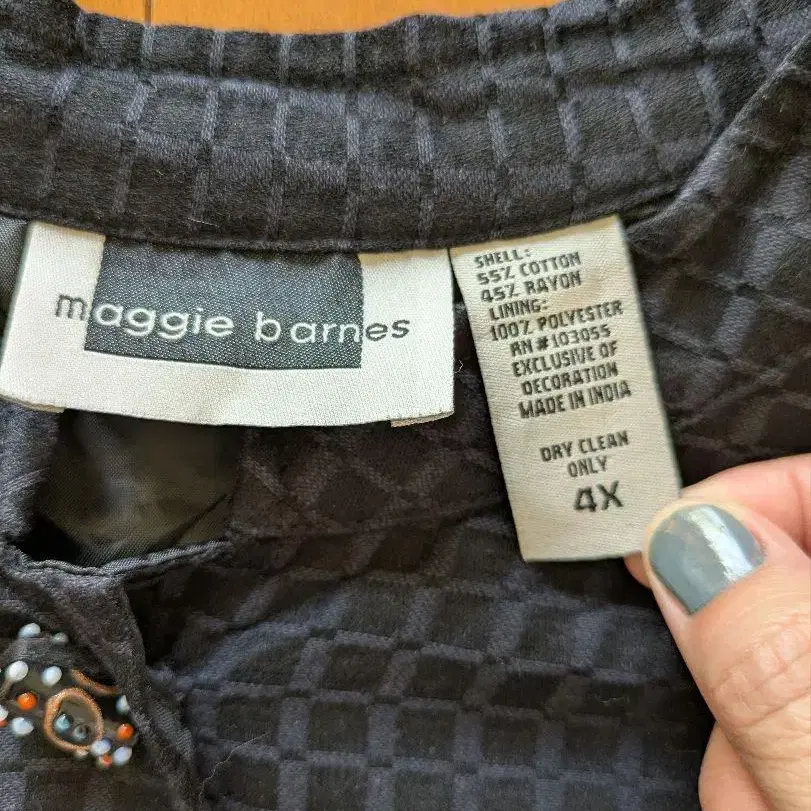 maggie barnes
SHELL:
55% COTTON
45% RAYON
LINING:
100% POLYESTER
RN #103055
EXCLUSIVE OF
DECORATION
MADE IN INDIA
DRY CLEAN
ONLY
4X